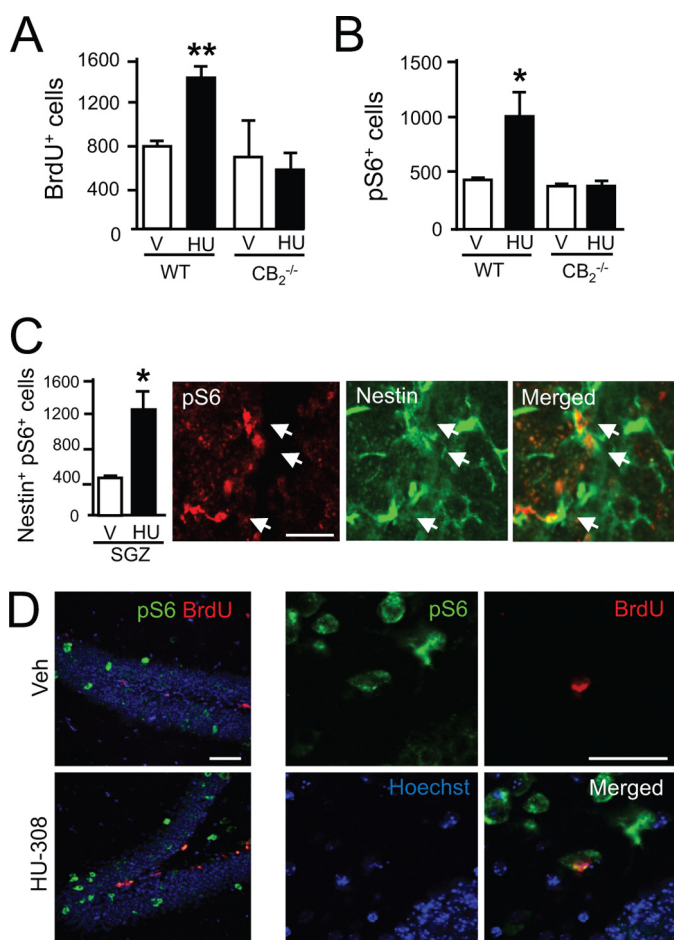 A
BrdU⁺ cells
1600
1200
800
400
0
**
V HU V HU
WT CB₂⁻/⁻
B
pS6⁺ cells
1500
1000
500
0
*
V HU V HU
WT CB₂⁻/⁻
C
Nestin⁺ pS6⁺ cells
1600
1200
800
400
0
*
V HU
SGZ
pS6
Nestin
Merged
D
Veh
pS6 BrdU
pS6
BrdU
HU-308
Hoechst
Merged